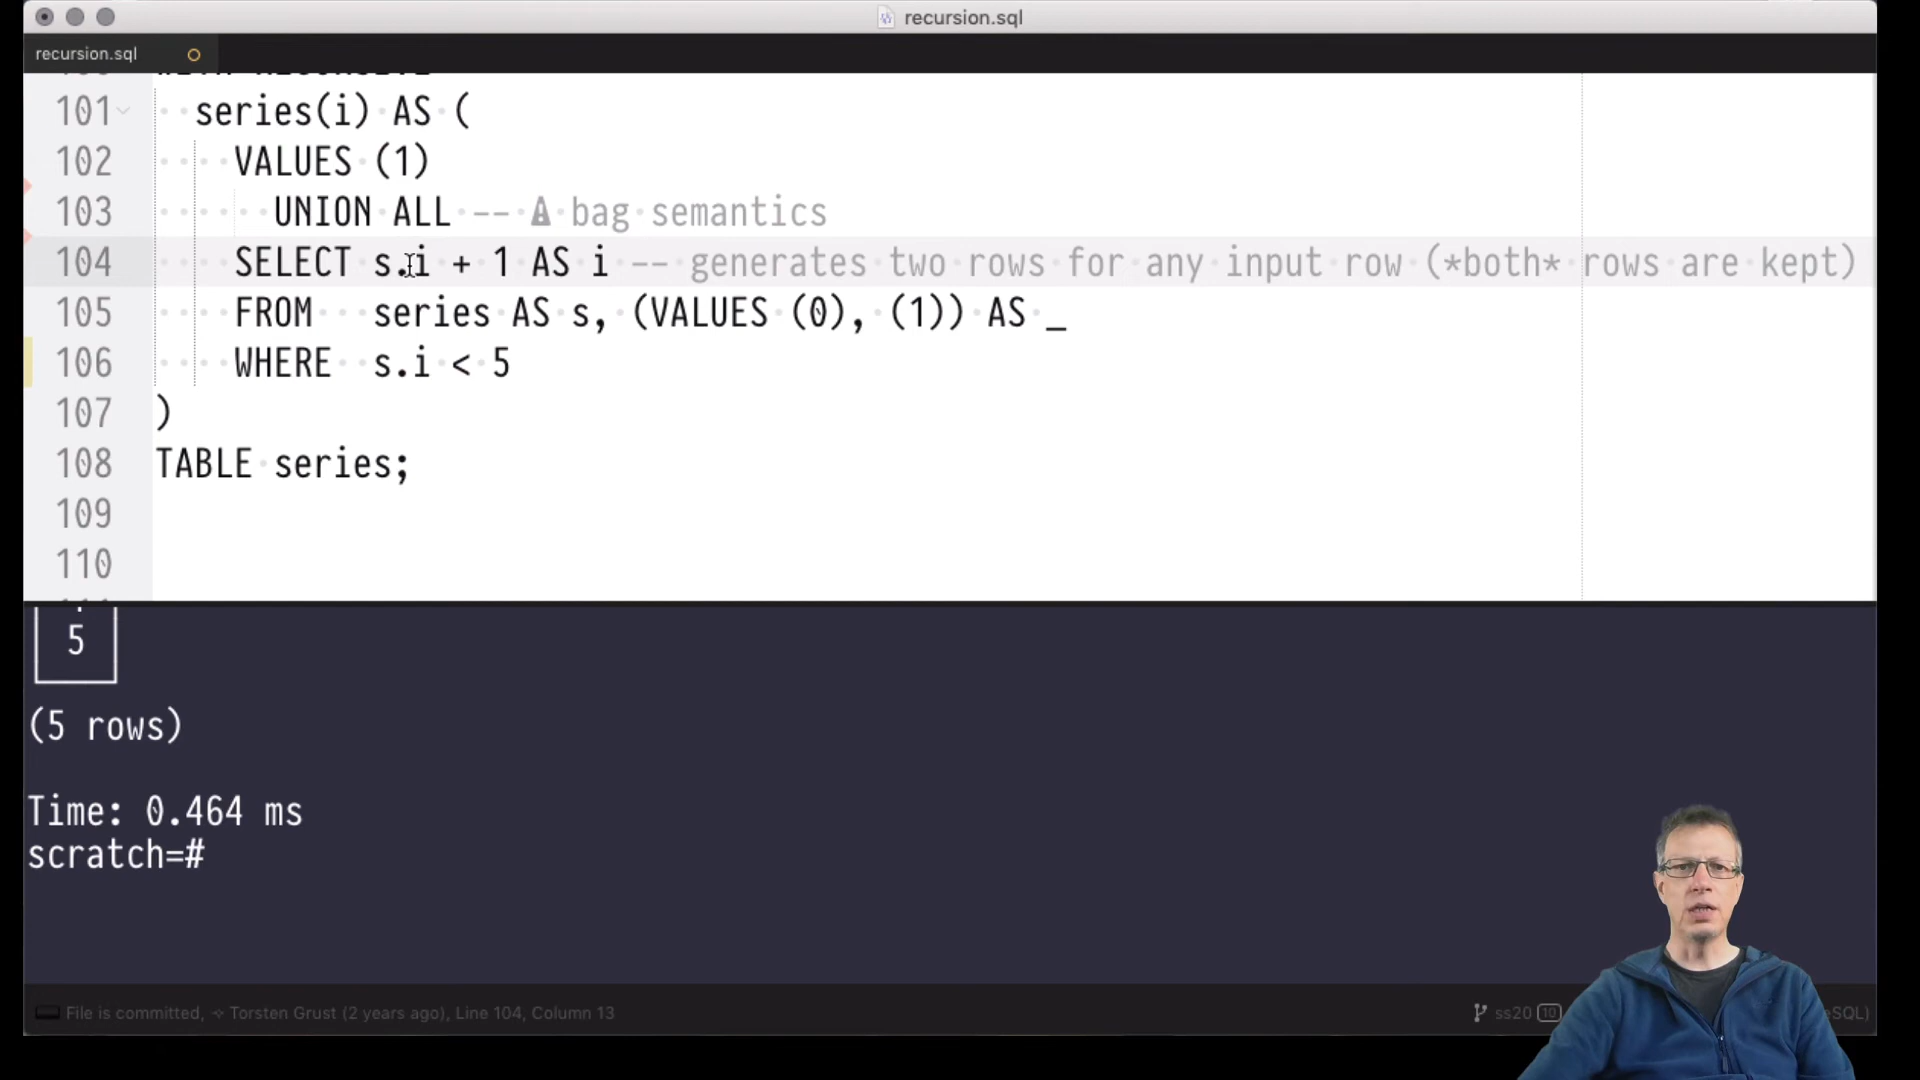 recursion.sql
recursion.sql
101 series(i) AS (
102 VALUES (1)
103 UNION ALL -- ⚠ bag semantics
104 SELECT s.i + 1 AS i -- generates two rows for any input row (*both* rows are kept)
105 FROM series AS s, (VALUES (0), (1)) AS _
106 WHERE s.i < 5
107 )
108 TABLE series;
109
110
5
(5 rows)
Time: 0.464 ms
scratch=#
File is committed, Torsten Grust (2 years ago), Line 104, Column 13
ss20 10 eSQL)